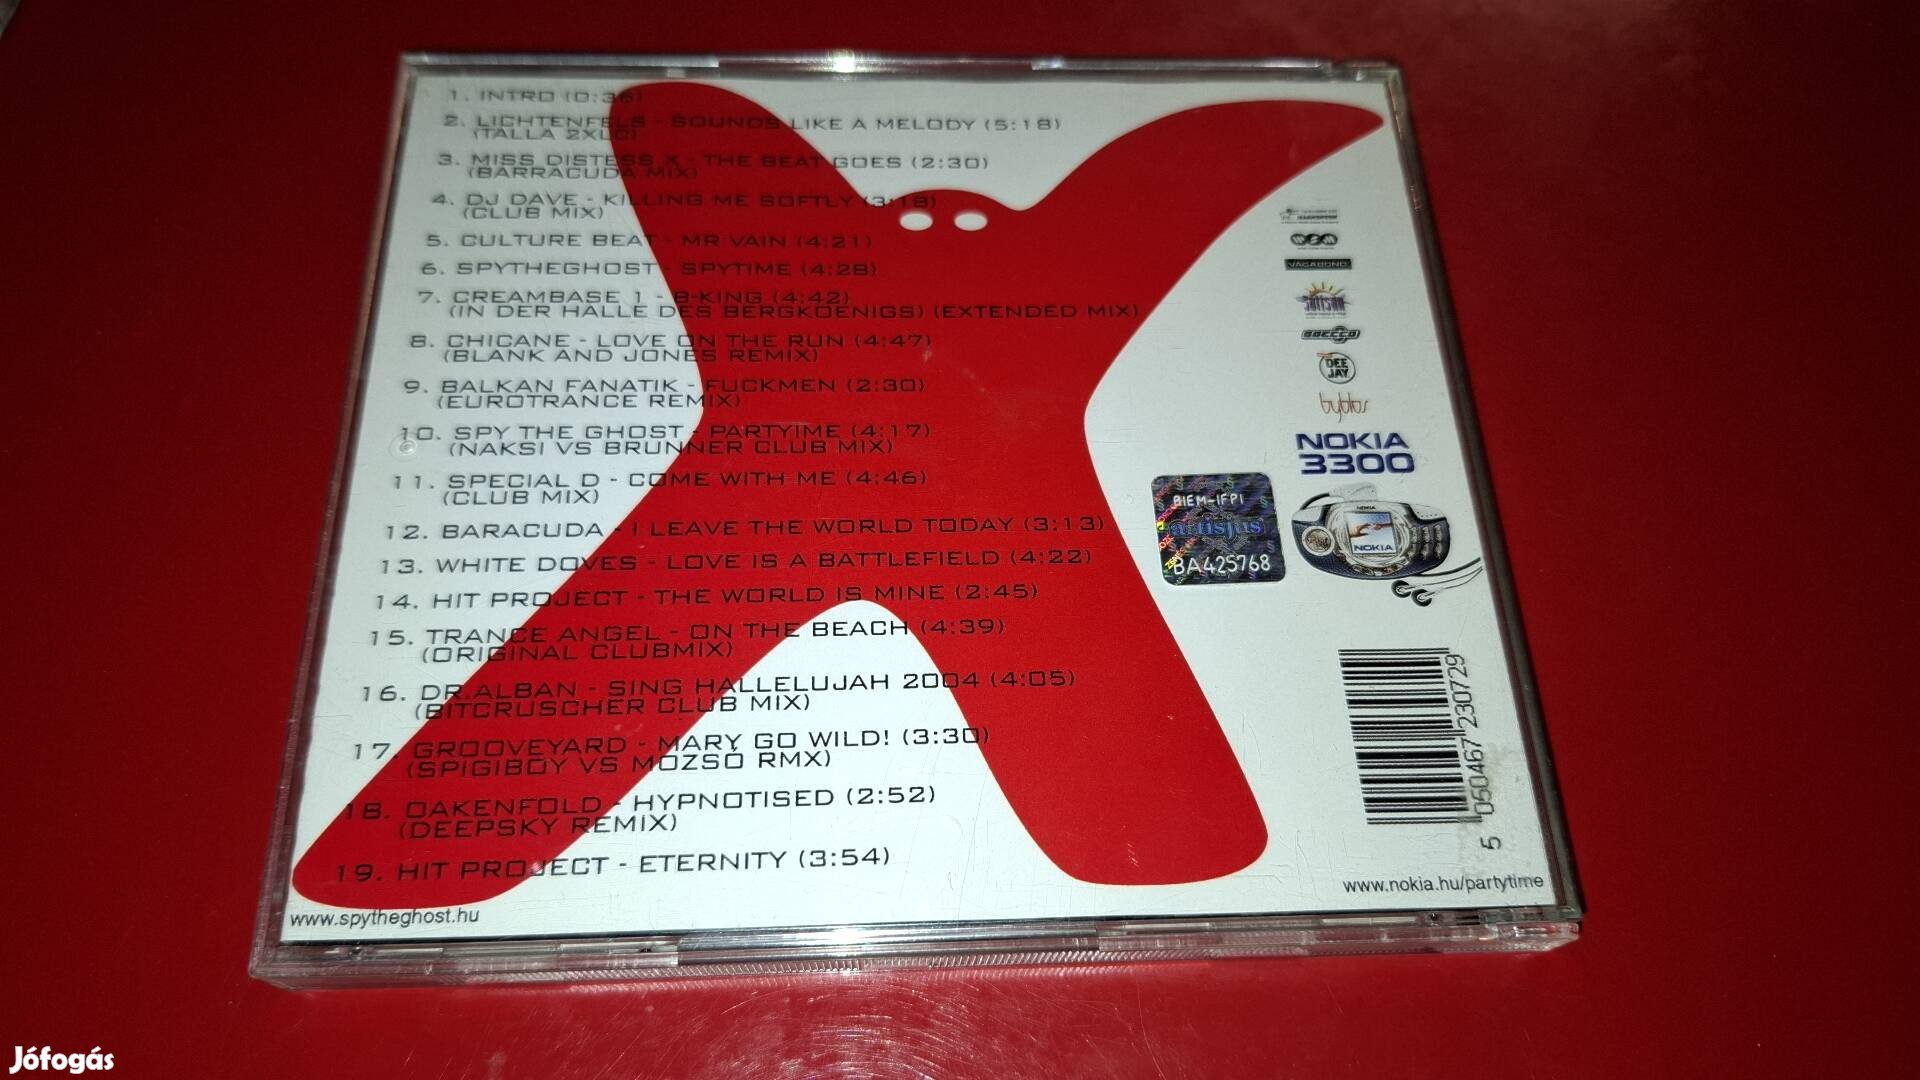 1. INTRO (0:36)
2. LICHTENFELS - SOUNDS LIKE A MELODY (5:18)
(TALLA 2XLC)
3. MISS DISTESS X - THE BEAT GOES (2:30)
(BARRACUDA MIX)
4. DJ DAVE - KILLING ME SOFTLY (3:18)
(CLUB MIX)
5. CULTURE BEAT - MR VAIN (4:21)
6. SPYTHEGHOST - SPYTIME (4:28)
7. CREAMBASE 1 - B-KING (4:42)
(IN DER HALLE DES BERGKOENIGS) (EXTENDED MIX)
8. CHICANE - LOVE ON THE RUN (4:47)
(BLANK AND JONES REMIX)
9. BALKAN FANATIK - FUCKMEN (2:30)
(EUROTRANCE REMIX)
10. SPY THE GHOST - PARTYIME (4:17)
(NAKSI VS BRUNNER CLUB MIX)
11. SPECIAL D - COME WITH ME (4:46)
(CLUB MIX)
12. BARACUDA - I LEAVE THE WORLD TODAY (3:13)
13. WHITE DOVES - LOVE IS A BATTLEFIELD (4:22)
14. HIT PROJECT - THE WORLD IS MINE (2:45)
15. TRANCE ANGEL - ON THE BEACH (4:39)
(ORIGINAL CLUBMIX)
16. DR.ALBAN - SING HALLELUJAH 2004 (4:05)
(BITCRUSCHER CLUB MIX)
17. GROOVEYARD - MARY GO WILD! (3:30)
(SPIGIBOY VS MOZSÓ RMX)
18. OAKENFOLD - HYPNOTISED (2:52)
(DEEPSKY REMIX)
19. HIT PROJECT - ETERNITY (3:54)
www.spytheghost.hu
VAGABOND
DEE
JAY
byblos
NOKIA
3300
NOKIA
NOKIA
BIEM-IFPI
artisjus
BA425768
5 050467 230729
www.nokia.hu/partytime
Jófogás